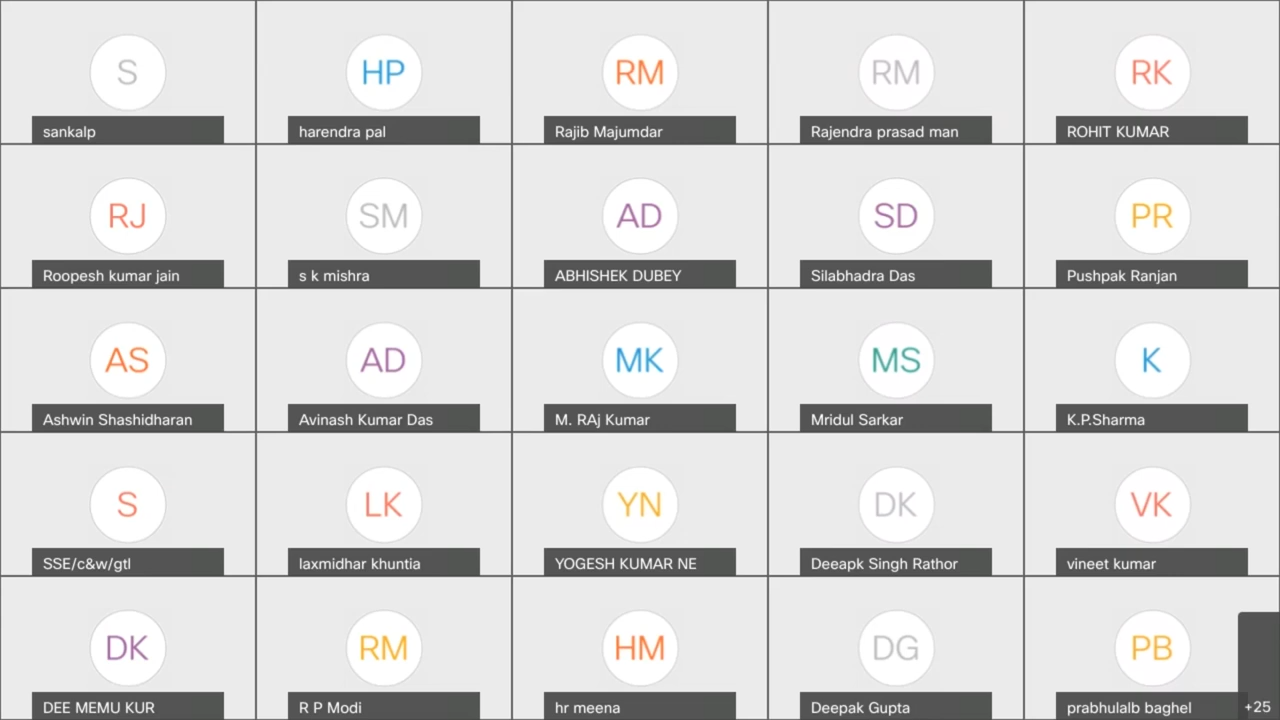 S HP RM RM RK
sankalp harendra pal Rajib Majumdar Rajendra prasad man ROHIT KUMAR
RJ SM AD SD PR
Roopesh kumar jain s k mishra ABHISHEK DUBEY Silabhadra Das Pushpak Ranjan
AS AD MK MS K
Ashwin Shashidharan Avinash Kumar Das M. RAj Kumar Mridul Sarkar K.P.Sharma
S LK YN DK VK
SSE/c&w/gtl laxmidhar khuntia YOGESH KUMAR NE Deeapk Singh Rathor vineet kumar
DK RM HM DG PB
DEE MEMU KUR R P Modi hr meena Deepak Gupta prabhulalb baghel +25